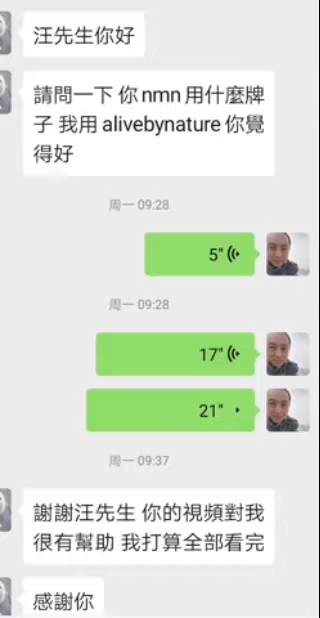 汪先生你好
請問一下 你 nmn 用什麼牌
子 我用 alivebynature 你覺
得好
周一 09:28
5"
周一 09:28
17"
21"
周一 09:37
謝謝汪先生 你的視頻對我
很有幫助 我打算全部看完
感謝你